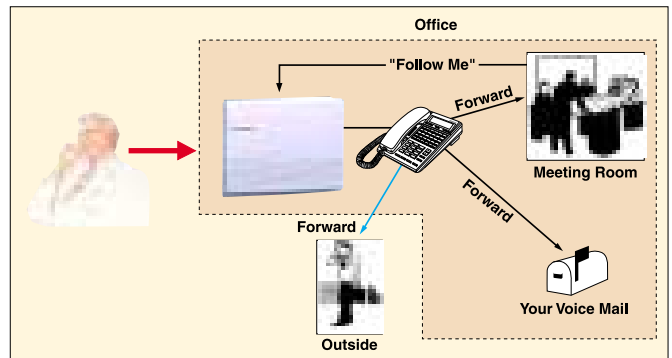 Office
"Follow Me"
Forward
Meeting Room
Forward
Forward
Your Voice Mail
Outside